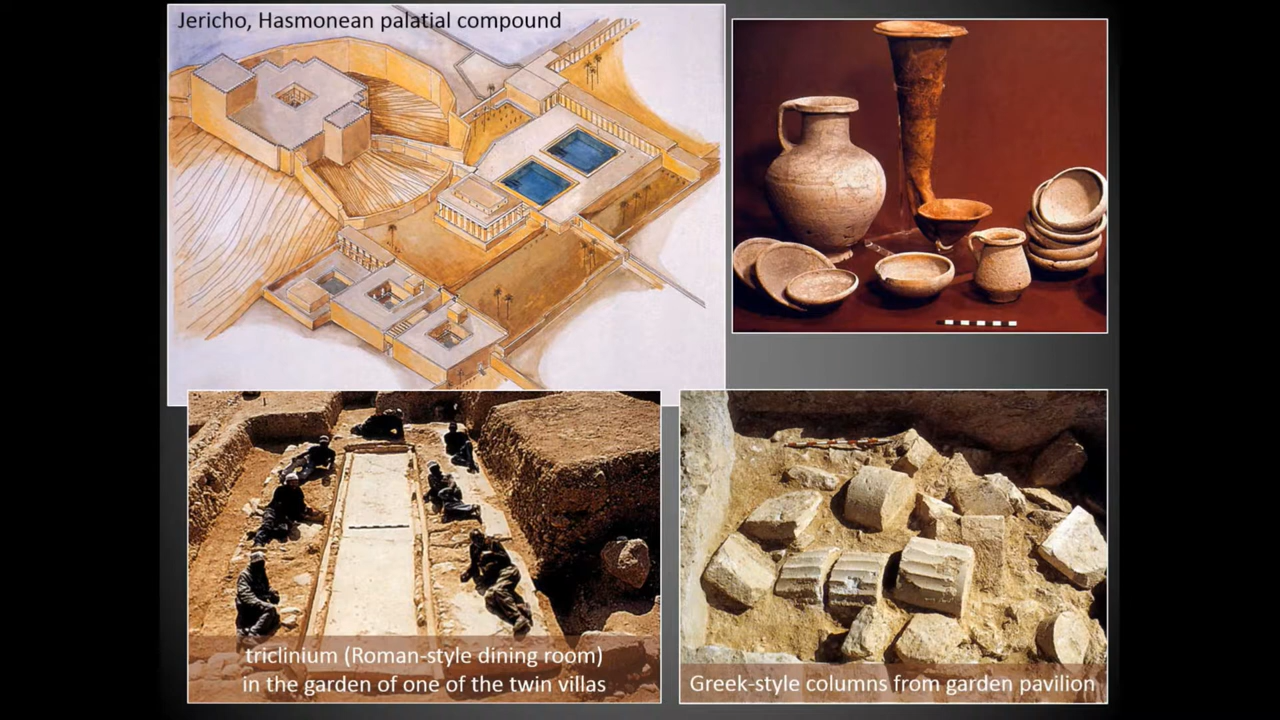 Jericho, Hasmonean palatial compound
triclinium (Roman-style dining room)
in the garden of one of the twin villas
Greek-style columns from garden pavilion